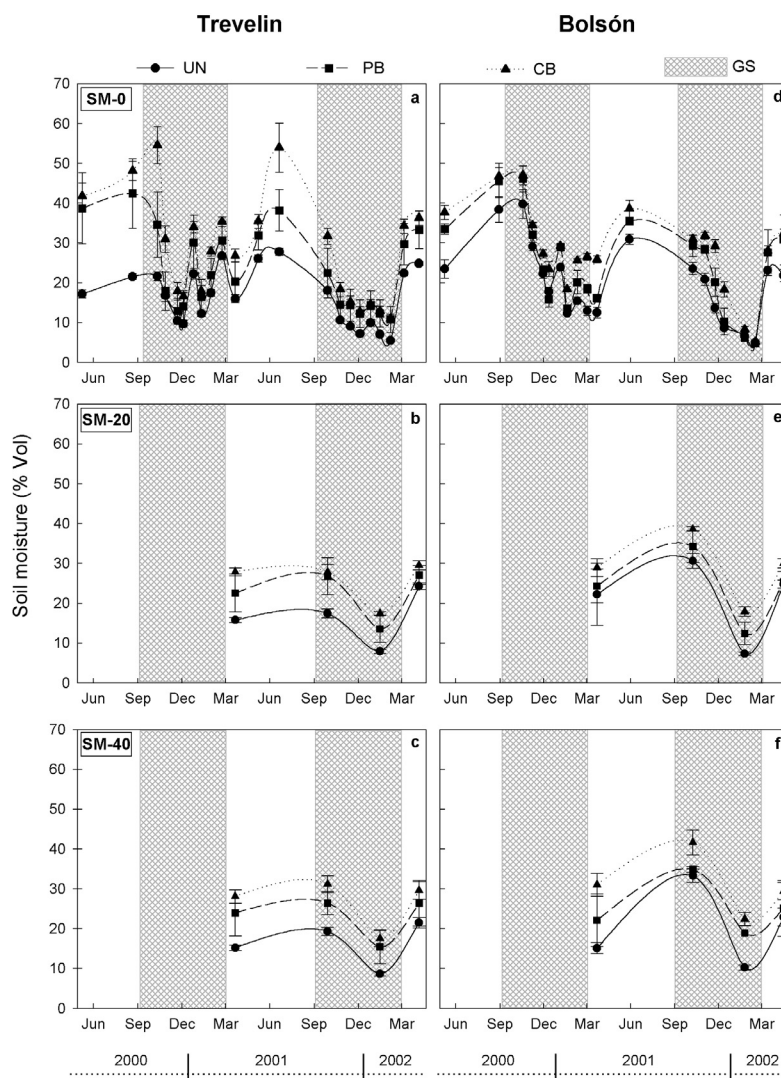 Trevelin Bolsón
UN PB CB GS
SM-0 a d
70
60
50
40
30
20
10
0
Jun Sep Dec Mar Jun Sep Dec Mar Jun Sep Dec Mar Jun Sep Dec Mar
SM-20 b e
70
60
50
40
30
20
10
0
Jun Sep Dec Mar Jun Sep Dec Mar Jun Sep Dec Mar Jun Sep Dec Mar
Soil moisture (% Vol)
SM-40 c f
70
60
50
40
30
20
10
0
Jun Sep Dec Mar Jun Sep Dec Mar Jun Sep Dec Mar Jun Sep Dec Mar
2000 2001 2002 2000 2001 2002